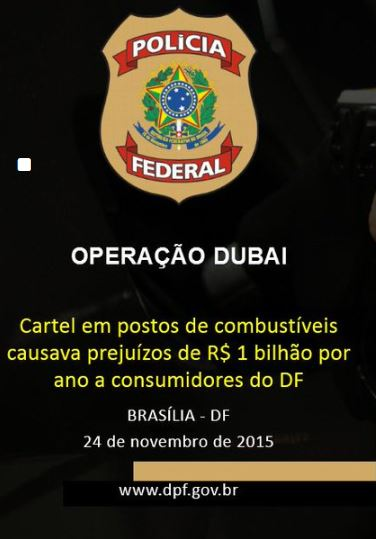 POLíCIA
FEDERAL
OPERAÇÃO DUBAI
Cartel em postos de combustíveis
causava prejuízos de R$ 1 bilhão por
ano a consumidores do DF
BRASÍLIA - DF
24 de novembro de 2015
www.dpf.gov.br